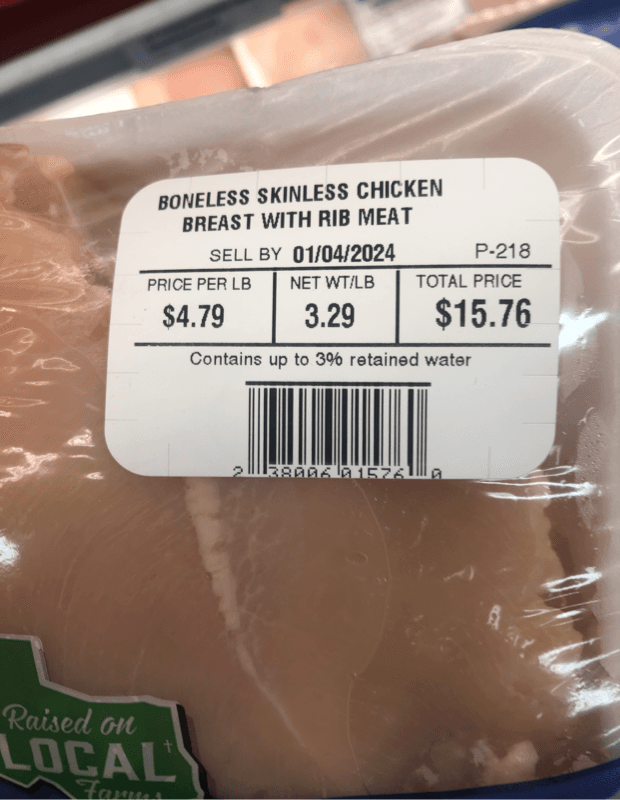 BONELESS SKINLESS CHICKEN
BREAST WITH RIB MEAT
SELL BY 01/04/2024 P-218
PRICE PER LB NET WT/LB TOTAL PRICE
$4.79 3.29 $15.76
Contains up to 3% retained water
2 38006 01576 0
Raised on
LOCAL†
Farms